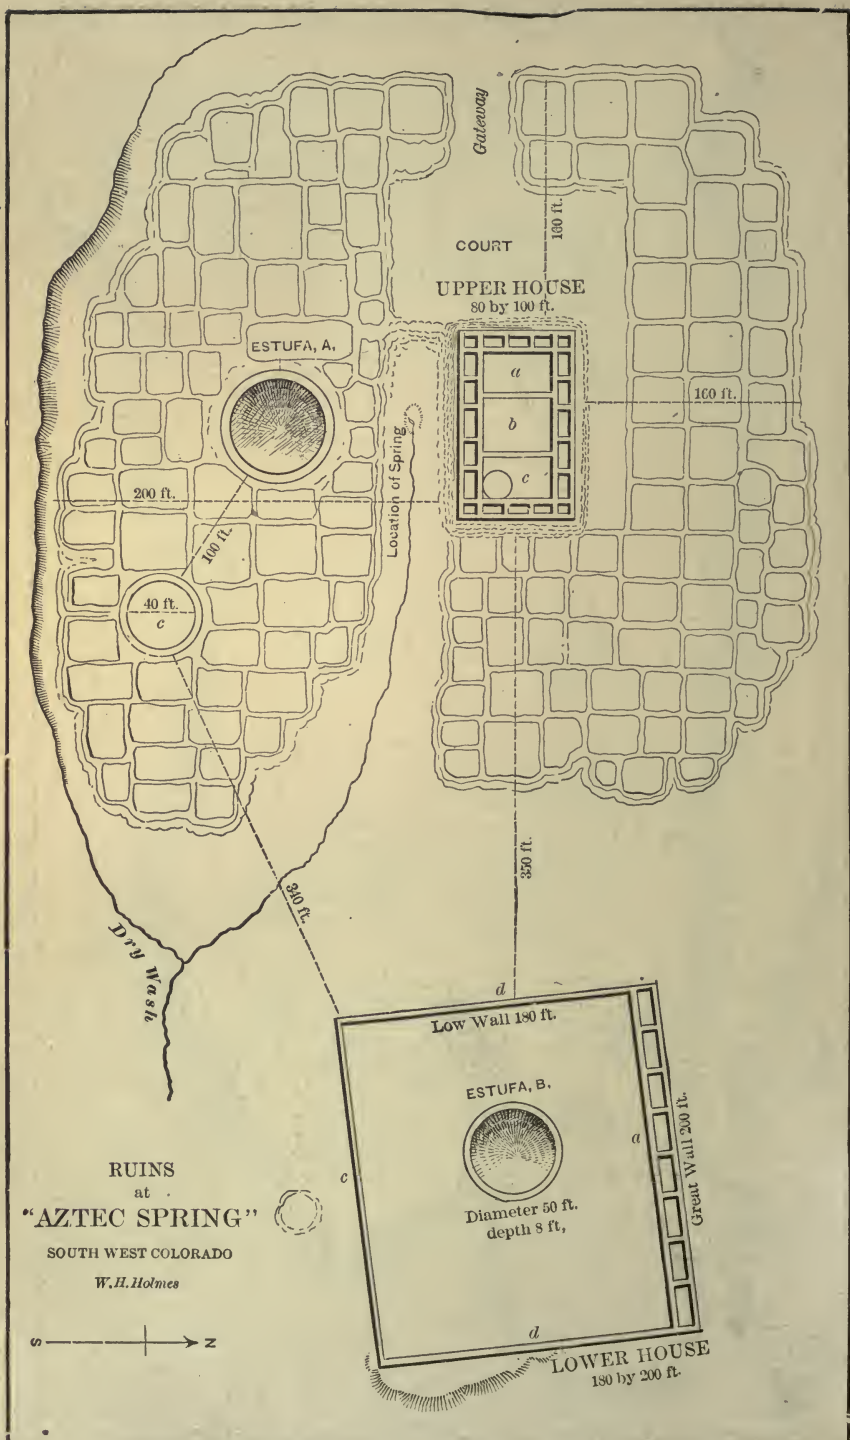 Gateway
COURT
160 ft.
UPPER HOUSE
80 by 100 ft.
ESTUFA, A.
a
b
c
160 ft.
Location of Spring
200 ft.
100 ft.
40 ft.
c
350 ft.
340 ft.
Dry Wash
d
Low Wall 180 ft.
ESTUFA, B.
a
c
Great Wall 200 ft.
Diameter 50 ft.
depth 8 ft,
d
LOWER HOUSE
180 by 200 ft.
RUINS
at
"AZTEC SPRING"
SOUTH WEST COLORADO
W.H. Holmes
S N